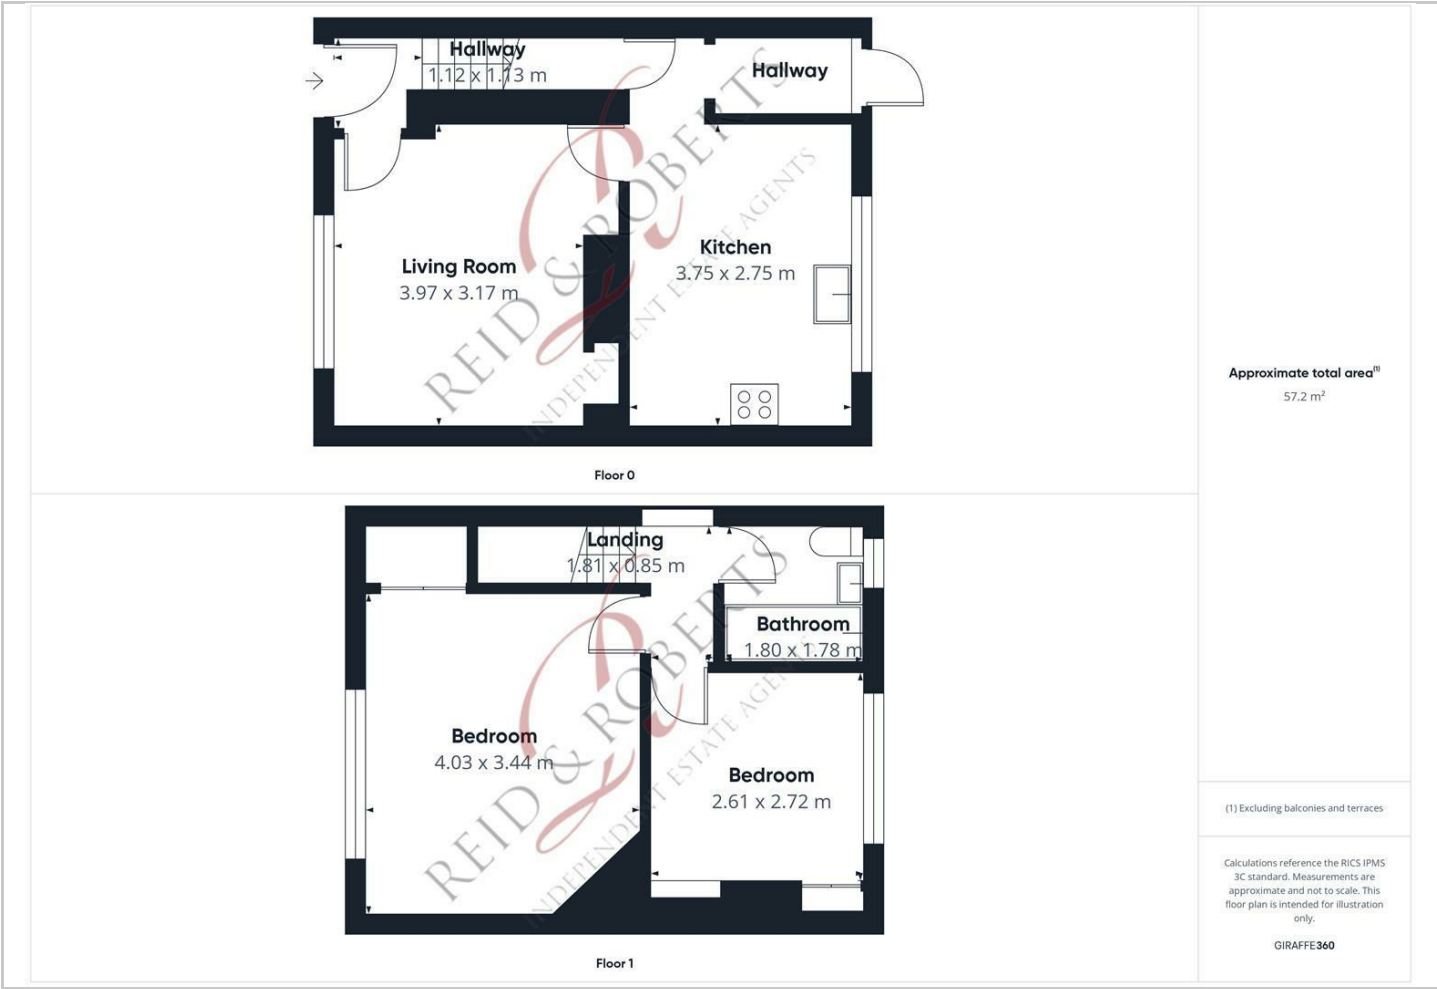 Hallway
1.12 x 1.13 m
Hallway
Living Room
3.97 x 3.17 m
Kitchen
3.75 x 2.75 m
REID & ROBERTS
INDEPENDENT ESTATE AGENTS
Floor 0
Landing
1.81 x 0.85 m
Bathroom
1.80 x 1.78 m
Bedroom
4.03 x 3.44 m
Bedroom
2.61 x 2.72 m
REID & ROBERTS
INDEPENDENT ESTATE AGENTS
Floor 1
Approximate total area(1)
57.2 m²
(1) Excluding balconies and terraces
Calculations reference the RICS IPMS
3C standard. Measurements are
approximate and not to scale. This
floor plan is intended for illustration
only.
GIRAFFE360